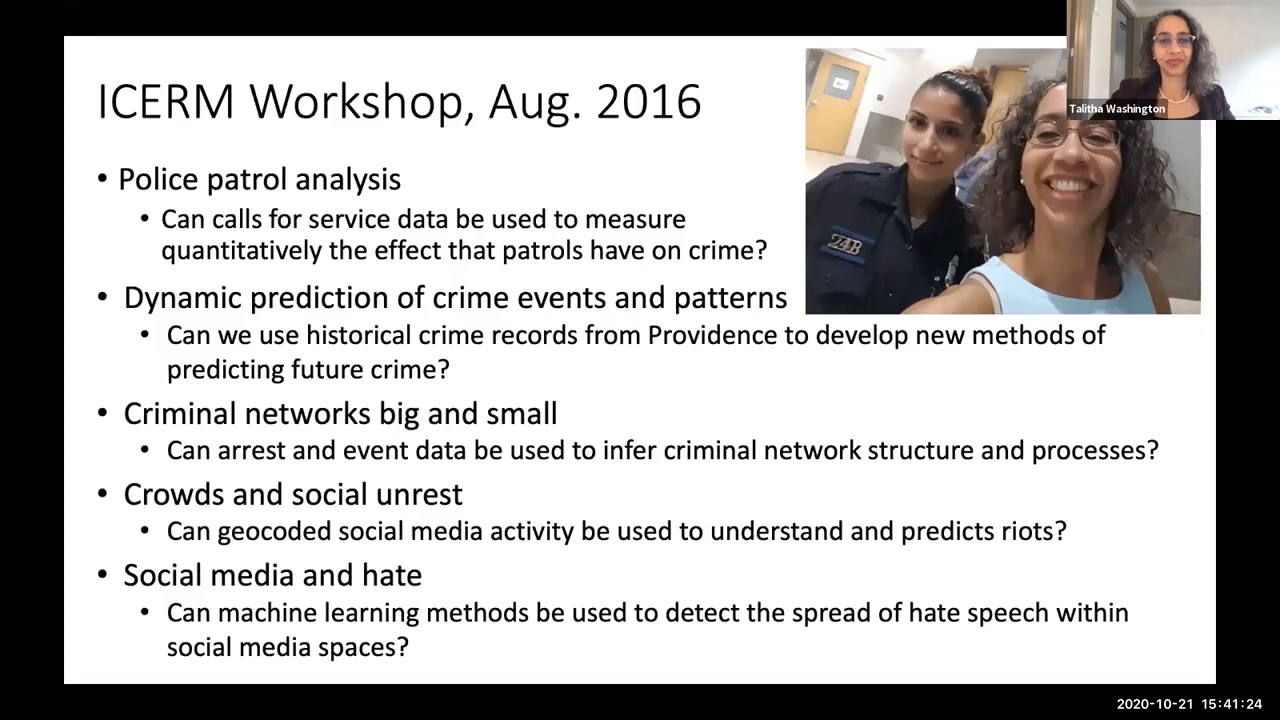 ICERM Workshop, Aug. 2016
Talitha Washington
24B
• Police patrol analysis
• Can calls for service data be used to measure
quantitatively the effect that patrols have on crime?
• Dynamic prediction of crime events and patterns
• Can we use historical crime records from Providence to develop new methods of
predicting future crime?
• Criminal networks big and small
• Can arrest and event data be used to infer criminal network structure and processes?
• Crowds and social unrest
• Can geocoded social media activity be used to understand and predicts riots?
• Social media and hate
• Can machine learning methods be used to detect the spread of hate speech within
social media spaces?
2020-10-21 15:41:24